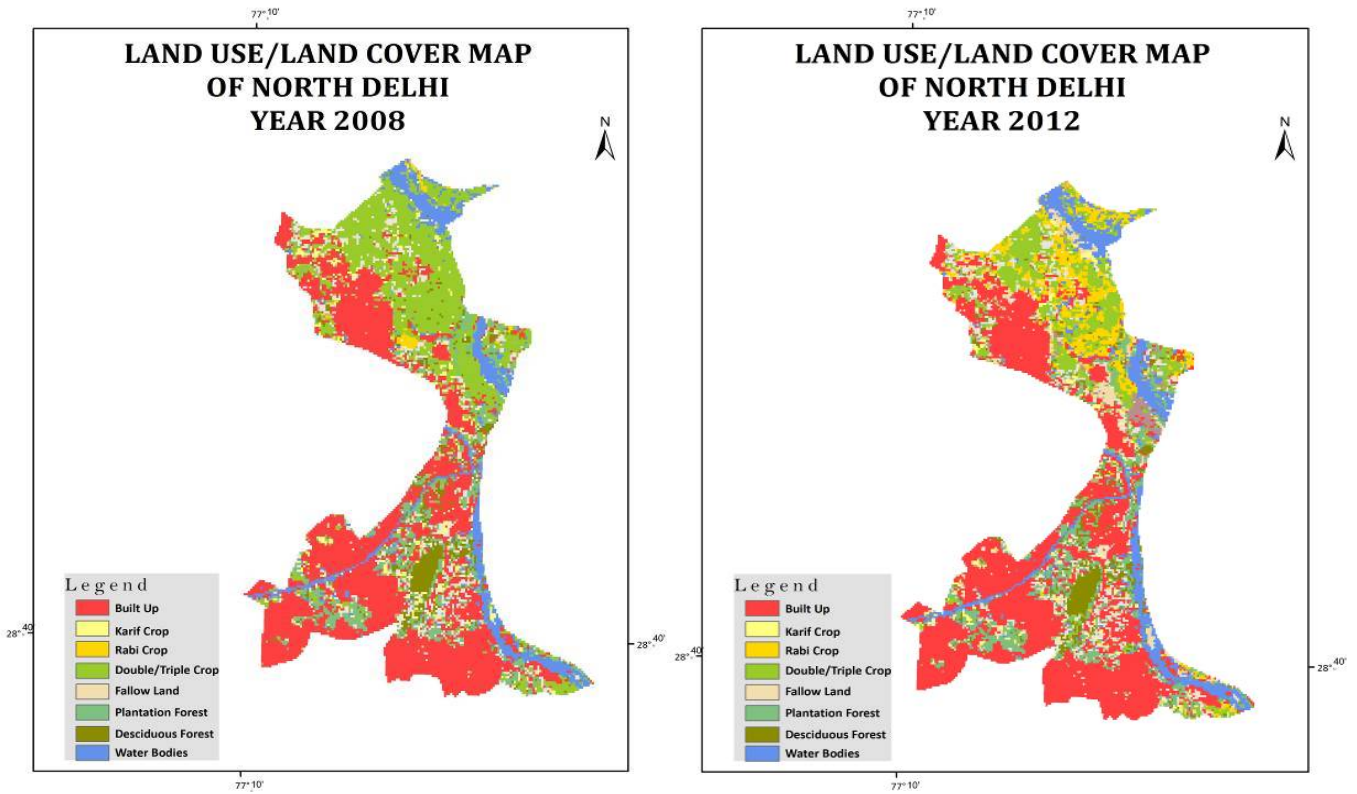 77°,10'
LAND USE/LAND COVER MAP
OF NORTH DELHI
YEAR 2008
N
Legend
Built Up
Karif Crop
Rabi Crop
Double/Triple Crop
Fallow Land
Plantation Forest
Desciduous Forest
Water Bodies
28°,40'
28°,40'
77°10'
77°,10'
LAND USE/LAND COVER MAP
OF NORTH DELHI
YEAR 2012
N
Legend
Built Up
Karif Crop
Rabi Crop
Double/Triple Crop
Fallow Land
Plantation Forest
Desciduous Forest
Water Bodies
28°,40'
28°,40'
77°10'